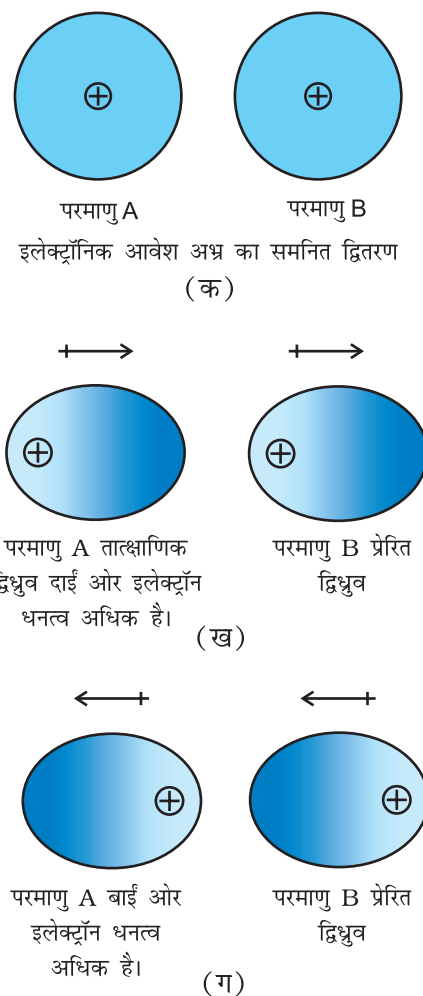 परमाणु A परमाणु B
इलेक्ट्रॉनिक आवेश अभ्र का समनित द्वितरण
(क)
परमाणु A तात्क्षाणिक परमाणु B प्रेरित
द्विध्रुव दाईं ओर इलेक्ट्रॉन द्विध्रुव
धनत्व अधिक है।
(ख)
परमाणु A बाईं ओर परमाणु B प्रेरित
इलेक्ट्रॉन धनत्व द्विध्रुव
अधिक है।
(ग)